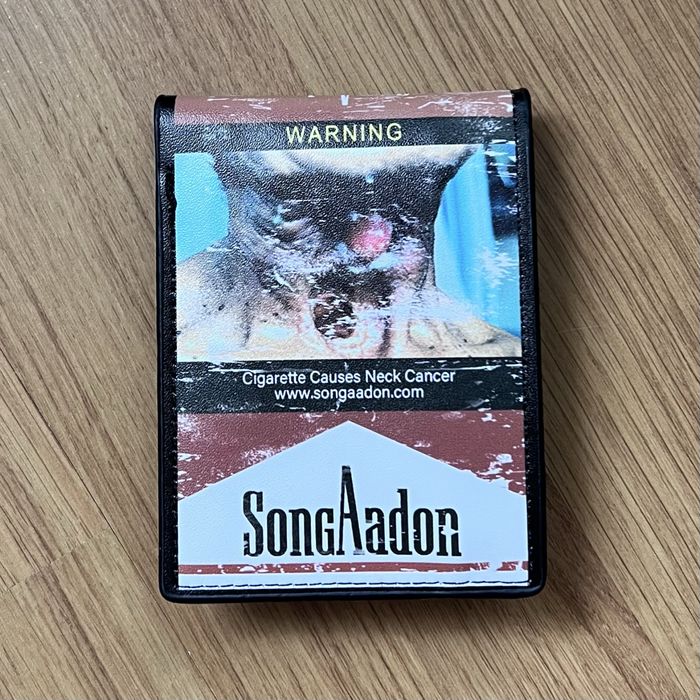 WARNING
Cigarette Causes Neck Cancer
www.songaadon.com
SongAadon